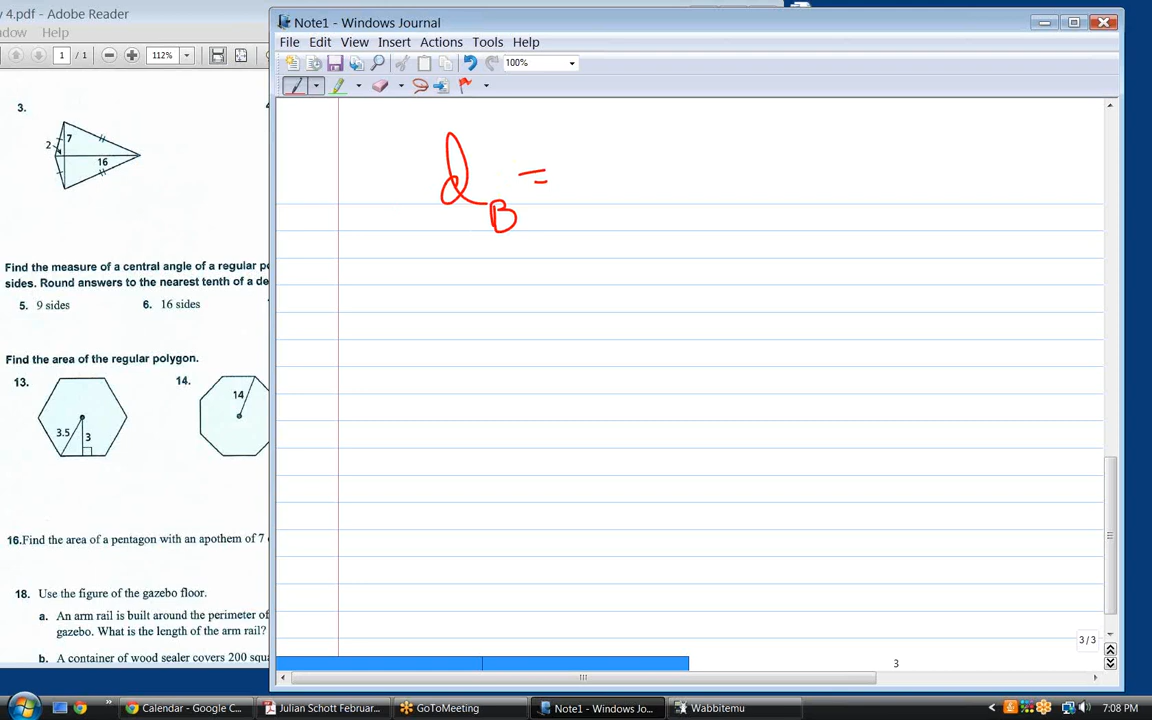 y 4.pdf - Adobe Reader
ndow Help
1 / 1 112%
3.
2
7
16
Find the measure of a central angle of a regular po
sides. Round answers to the nearest tenth of a de
5. 9 sides
6. 16 sides
Find the area of the regular polygon.
13.
3.5
3
14.
14
16.Find the area of a pentagon with an apothem of 7
18. Use the figure of the gazebo floor.
a. An arm rail is built around the perimeter of
gazebo. What is the length of the arm rail?
b. A container of wood sealer covers 200 squa
Note1 - Windows Journal
File Edit View Insert Actions Tools Help
100%
d B =
3 / 3
3
Calendar - Google C...
Julian Schott Februar...
GoToMeeting
Note1 - Windows Jo...
Wabbitemu
7:08 PM